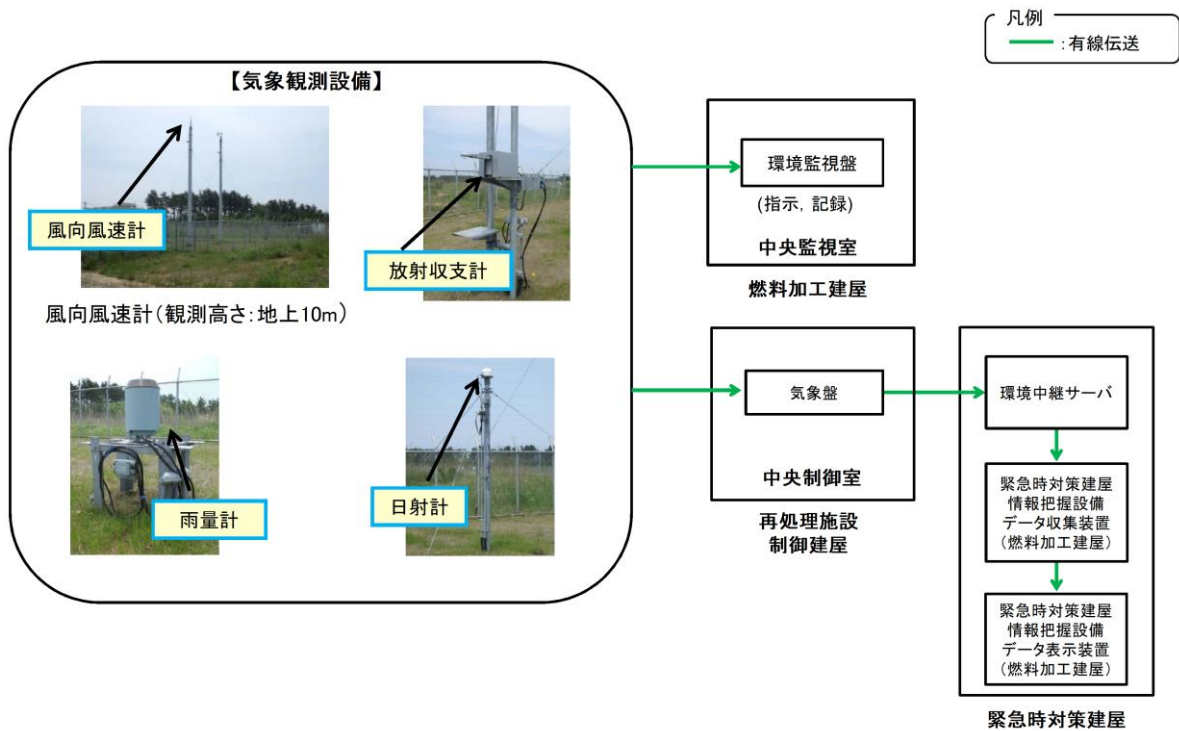 凡例
：有線伝送
【気象観測設備】
風向風速計
放射収支計
風向風速計（観測高さ：地上10m）
雨量計
日射計
環境監視盤
(指示，記録)
中央監視室
燃料加工建屋
気象盤
中央制御室
再処理施設
制御建屋
環境中継サーバ
緊急時対策建屋
情報把握設備
データ収集装置
(燃料加工建屋)
緊急時対策建屋
情報把握設備
データ表示装置
(燃料加工建屋)
緊急時対策建屋